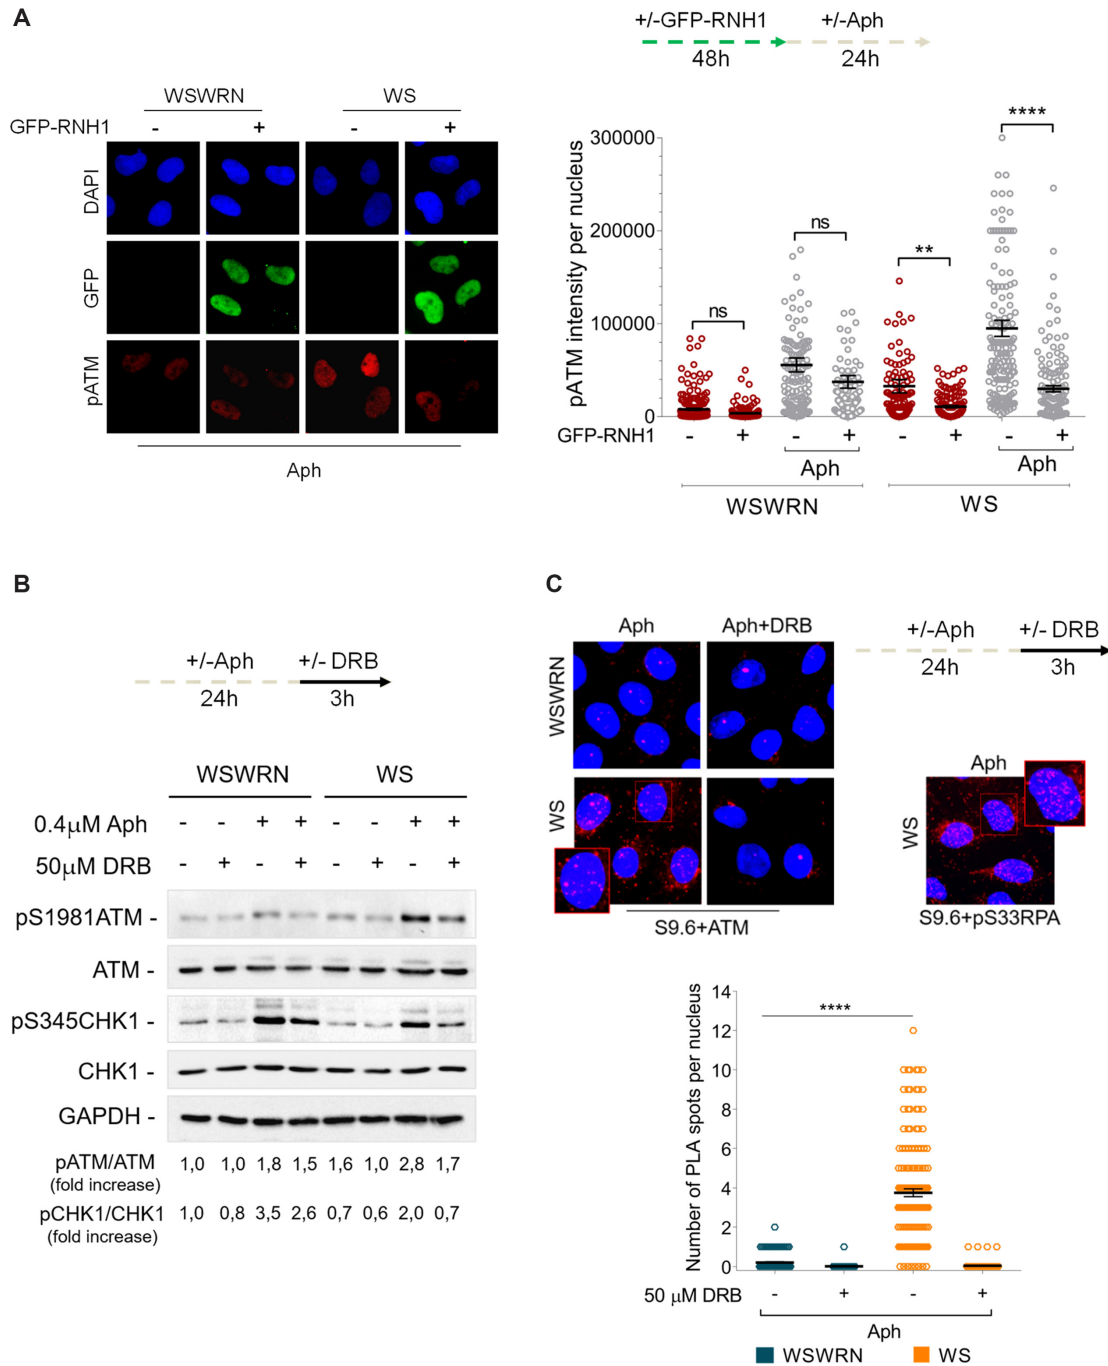 A
+/-GFP-RNH1 +/-Aph
48h 24h
WSWRN WS
GFP-RNH1 - + - +
DAPI
GFP
pATM
Aph
pATM intensity per nucleus
300000
200000
100000
0
ns
ns
**
****
GFP-RNH1 - + - + - + - +
Aph Aph
WSWRN WS
B
+/-Aph +/- DRB
24h 3h
WSWRN WS
0.4μM Aph - - + + - - + +
50μM DRB - + - + - + - +
pS1981ATM -
ATM -
pS345CHK1 -
CHK1 -
GAPDH -
pATM/ATM 1,0 1,0 1,8 1,5 1,6 1,0 2,8 1,7
(fold increase)
pCHK1/CHK1 1,0 0,8 3,5 2,6 0,7 0,6 2,0 0,7
(fold increase)
C
Aph Aph+DRB
WSWRN
WS
S9.6+ATM
+/-Aph +/- DRB
24h 3h
Aph
WS
S9.6+pS33RPA
Number of PLA spots per nucleus
14
12
10
8
6
4
2
0
****
50 μM DRB - + - +
Aph
WSWRN WS